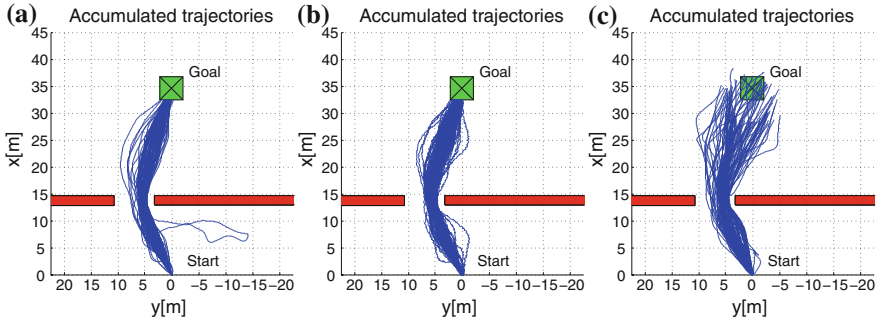 (a) Accumulated trajectories
45
40
35
30
25
20
15
10
5
0
x[m]
Goal
Start
20 15 10 5 0 -5 -10 -15 -20
y[m]
(b) Accumulated trajectories
45
40
35
30
25
20
15
10
5
0
x[m]
Goal
Start
20 15 10 5 0 -5 -10 -15 -20
y[m]
(c) Accumulated trajectories
45
40
35
30
25
20
15
10
5
0
x[m]
Goal
Start
20 15 10 5 0 -5 -10 -15 -20
y[m]